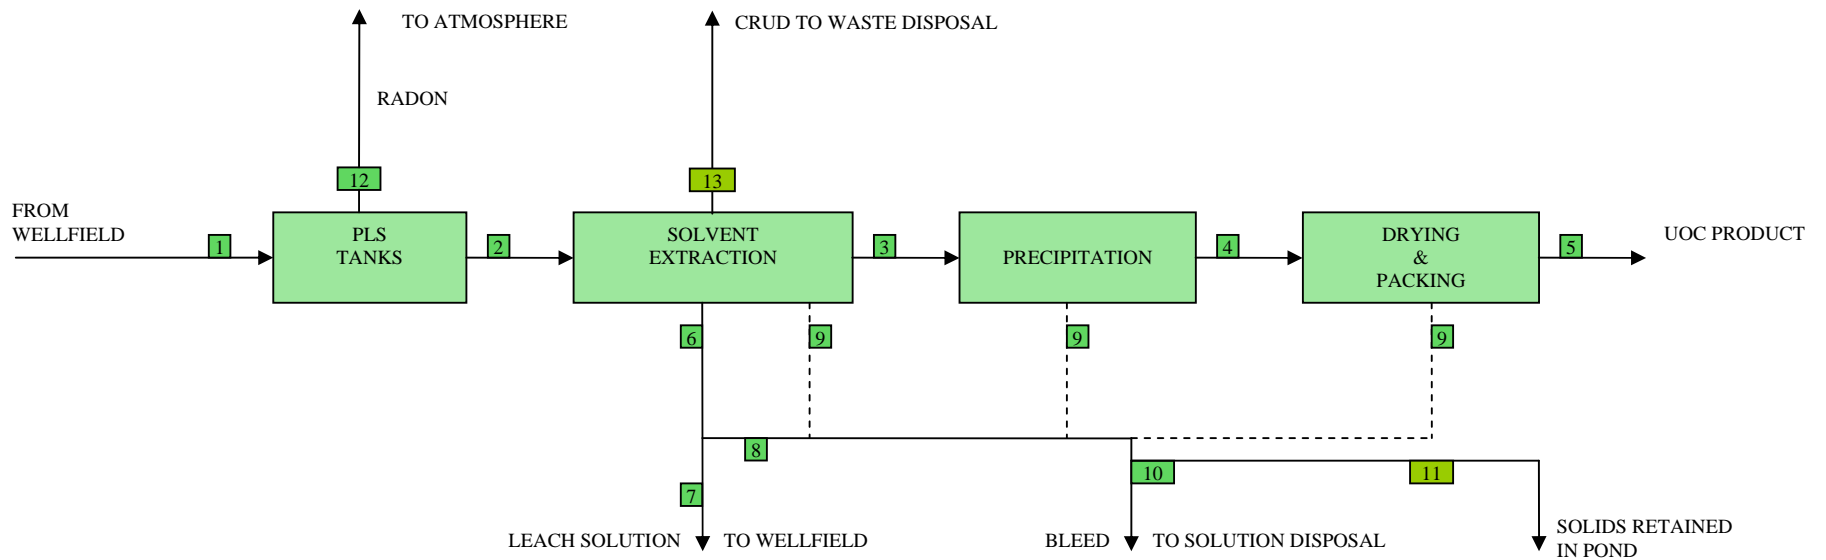 TO ATMOSPHERE
CRUD TO WASTE DISPOSAL
RADON
12
13
FROM
WELLFIELD
1
PLS
TANKS
2
SOLVENT
EXTRACTION
3
PRECIPITATION
4
DRYING
&
PACKING
5
UOC PRODUCT
6
9
9
9
8
7
10
11
LEACH SOLUTION
TO WELLFIELD
BLEED
TO SOLUTION DISPOSAL
SOLIDS RETAINED
IN POND